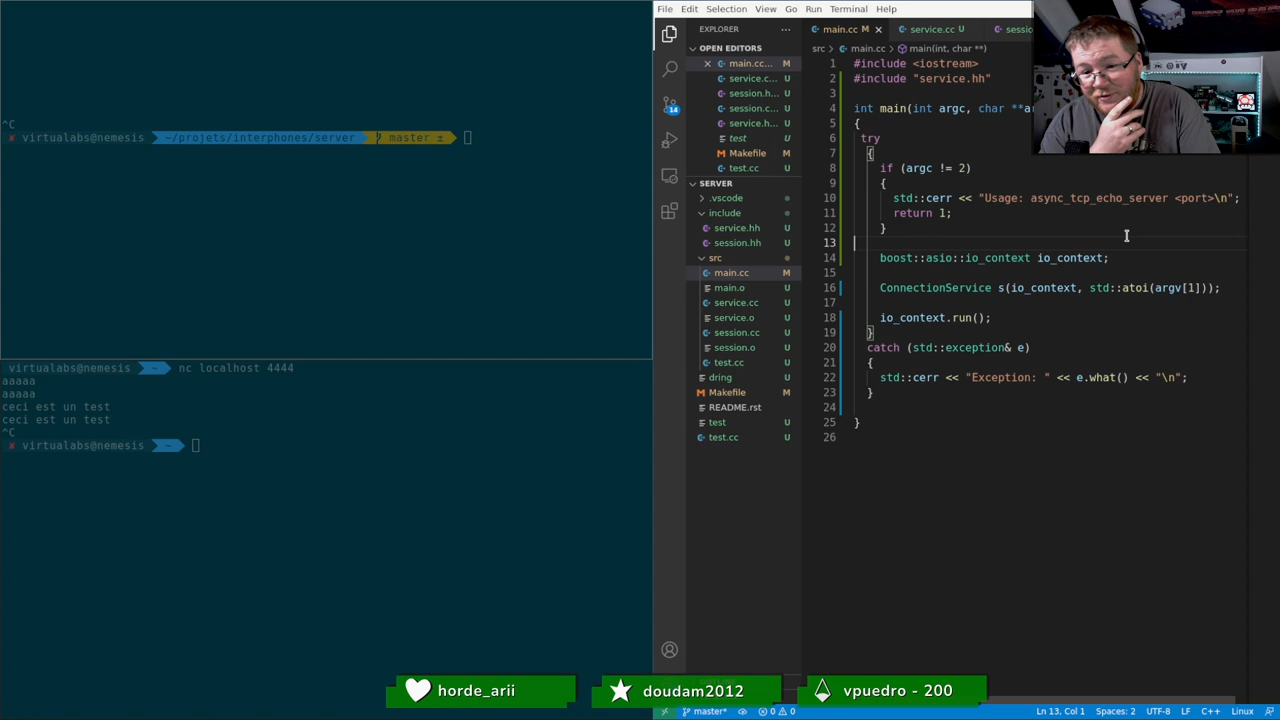 ^C
✘ virtualabs@nemesis ~/projets/interphones/server master ±
virtualabs@nemesis ~ nc localhost 4444
aaaaa
aaaaa
ceci est un test
ceci est un test
^C
✘ virtualabs@nemesis ~
File Edit Selection View Go Run Terminal Help
EXPLORER ...
OPEN EDITORS
main.cc... M
service.c... U
session.h... U
session.c... U
service.h... U
test U
Makefile M
test.cc U
SERVER
.vscode
include
service.hh U
session.hh U
src
main.cc M
main.o U
service.cc U
service.o U
session.cc U
session.o U
test.cc U
dring U
Makefile M
README.rst
test U
test.cc U
14
main.cc M service.cc U
src > main.cc > main(int, char **)
1 #include <iostream>
2 #include "service.hh"
3
4 int main(int argc, char
5 {
6 try
7 {
8 if (argc != 2)
9 {
10 std::cerr << "Usage: async_tcp_echo_server <port>\n";
11 return 1;
12 }
13
14 boost::asio::io_context io_context;
15
16 ConnectionService s(io_context, std::atoi(argv[1]));
17
18 io_context.run();
19 }
20 catch (std::exception& e)
21 {
22 std::cerr << "Exception: " << e.what() << "\n";
23 }
24
25 }
26
horde_arii
doudam2012
vpuedro - 200
master* 0 0 Ln 13, Col 1 Spaces: 2 UTF-8 LF C++ Linux